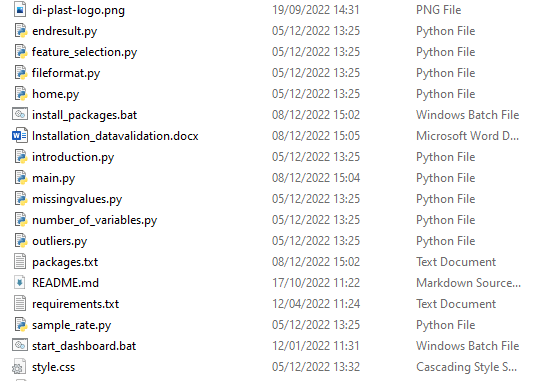 di-plast-logo.png 19/09/2022 14:31 PNG File
endresult.py 05/12/2022 13:25 Python File
feature_selection.py 05/12/2022 13:25 Python File
fileformat.py 05/12/2022 13:25 Python File
home.py 05/12/2022 13:25 Python File
install_packages.bat 08/12/2022 15:02 Windows Batch File
Installation_datavalidation.docx 08/12/2022 15:05 Microsoft Word D...
introduction.py 05/12/2022 13:25 Python File
main.py 08/12/2022 15:04 Python File
missingvalues.py 05/12/2022 13:25 Python File
number_of_variables.py 05/12/2022 13:25 Python File
outliers.py 05/12/2022 13:25 Python File
packages.txt 08/12/2022 15:02 Text Document
README.md 17/10/2022 11:22 Markdown Source...
requirements.txt 12/04/2022 11:24 Text Document
sample_rate.py 05/12/2022 13:25 Python File
start_dashboard.bat 12/01/2022 11:31 Windows Batch File
style.css 05/12/2022 13:32 Cascading Style S...